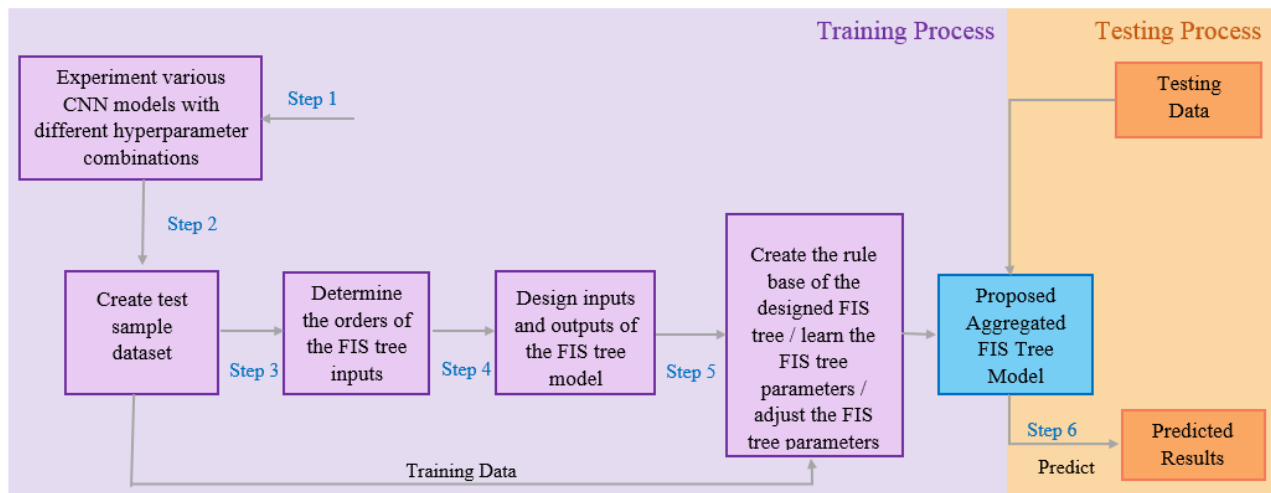 Training Process
Testing Process
Experiment various
CNN models with
different hyperparameter
combinations
Step 1
Testing
Data
Step 2
Create test
sample
dataset
Step 3
Determine
the orders of
the FIS tree
inputs
Step 4
Design inputs
and outputs of
the FIS tree
model
Step 5
Create the rule
base of the
designed FIS
tree / learn the
FIS tree
parameters /
adjust the FIS
tree parameters
Proposed
Aggregated
FIS Tree
Model
Step 6
Predict
Predicted
Results
Training Data